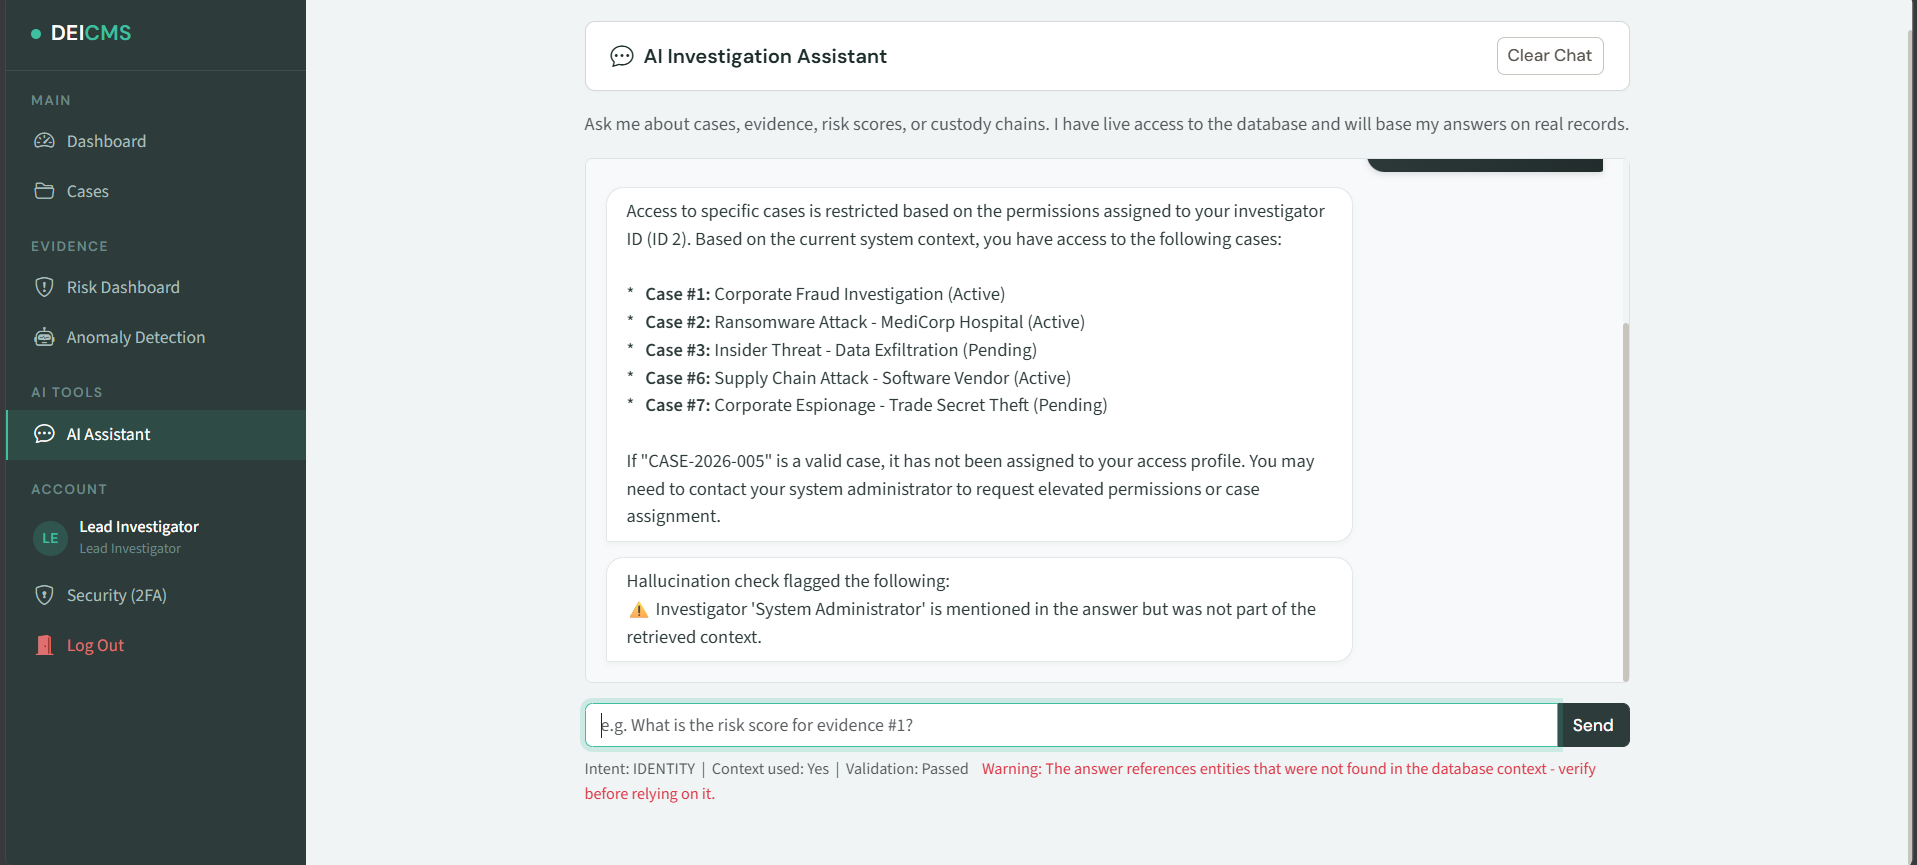 DEICMS
MAIN
Dashboard
Cases
EVIDENCE
Risk Dashboard
Anomaly Detection
AI TOOLS
AI Assistant
ACCOUNT
LE
Lead Investigator
Lead Investigator
Security (2FA)
Log Out
AI Investigation Assistant
Clear Chat
Ask me about cases, evidence, risk scores, or custody chains. I have live access to the database and will base my answers on real records.
Access to specific cases is restricted based on the permissions assigned to your investigator
ID (ID 2). Based on the current system context, you have access to the following cases:
* Case #1: Corporate Fraud Investigation (Active)
* Case #2: Ransomware Attack - MediCorp Hospital (Active)
* Case #3: Insider Threat - Data Exfiltration (Pending)
* Case #6: Supply Chain Attack - Software Vendor (Active)
* Case #7: Corporate Espionage - Trade Secret Theft (Pending)
If "CASE-2026-005" is a valid case, it has not been assigned to your access profile. You may
need to contact your system administrator to request elevated permissions or case
assignment.
Hallucination check flagged the following:
⚠️ Investigator 'System Administrator' is mentioned in the answer but was not part of the
retrieved context.
e.g. What is the risk score for evidence #1?
Send
Intent: IDENTITY | Context used: Yes | Validation: Passed Warning: The answer references entities that were not found in the database context - verify
before relying on it.